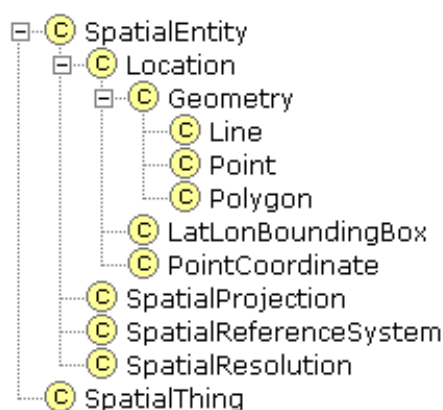 C SpatialEntity
C Location
C Geometry
C Line
C Point
C Polygon
C LatLonBoundingBox
C PointCoordinate
C SpatialProjection
C SpatialReferenceSystem
C SpatialResolution
C SpatialThing